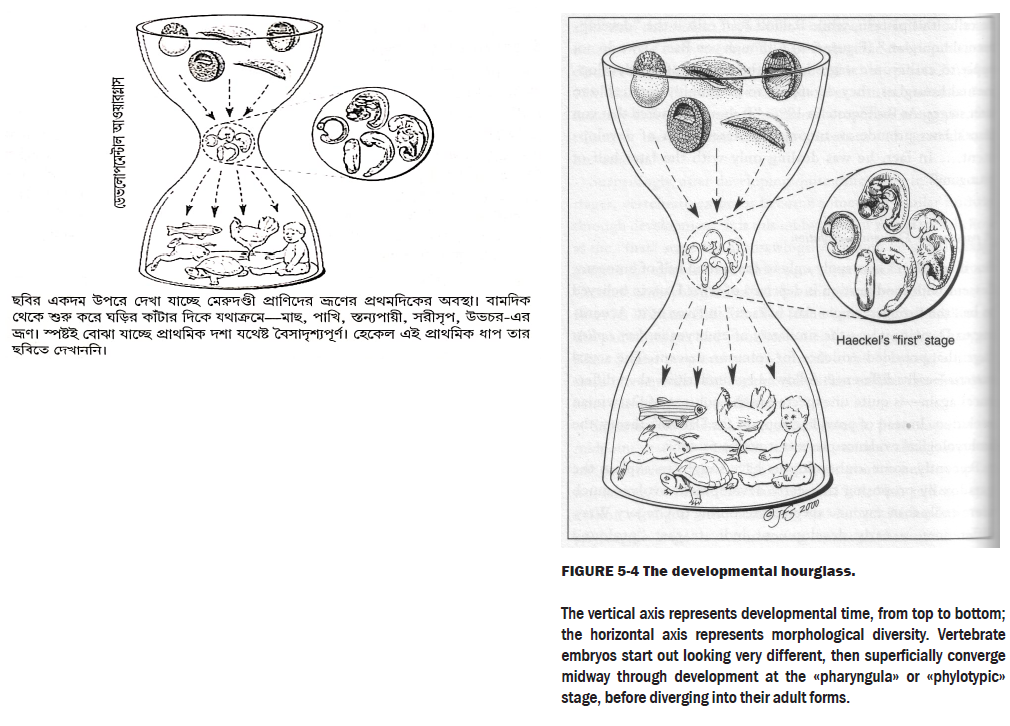 ডেভলোপমেন্টাল আওয়ারগ্লাস
ছবির একদম উপরে দেখা যাচ্ছে মেরুদণ্ডী প্রাণিদের ভ্রূণের প্রথমদিকের অবস্থা। বামদিক
থেকে শুরু করে ঘড়ির কাঁটার দিকে যথাক্রমে—মাছ, পাখি, স্তন্যপায়ী, সরীসৃপ, উভচর-এর
ভ্রূণ। স্পষ্টই বোঝা যাচ্ছে প্রাথমিক দশা যথেষ্ট বৈসাদৃশ্যপূর্ণ। হেকেল এই প্রাথমিক ধাপ তার
ছবিতে দেখাননি।
Haeckel's "first" stage
© JFS 2000
FIGURE 5-4 The developmental hourglass.
The vertical axis represents developmental time, from top to bottom;
the horizontal axis represents morphological diversity. Vertebrate
embryos start out looking very different, then superficially converge
midway through development at the «pharyngula» or «phylotypic»
stage, before diverging into their adult forms.